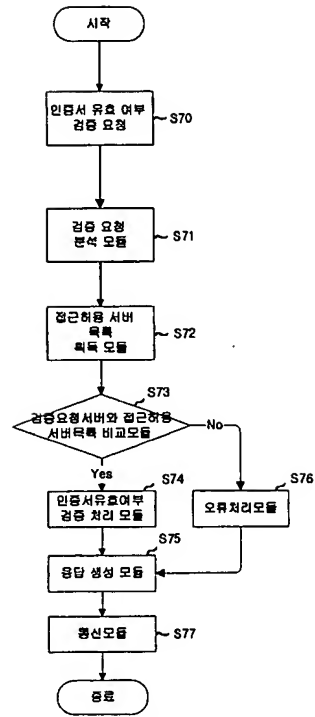 시작
인증서 유효 여부
검증 요청
S70
검증 요청
분석 모듈
S71
접근허용 서버
목록
획득 모듈
S72
S73
검증요청서버와 접근허용
서버목록 비교모듈
No
Yes
S74
인증서유효여부
검증 처리 모듈
S76
오류처리모듈
S75
응답 생성 모듈
통신모듈
S77
종료